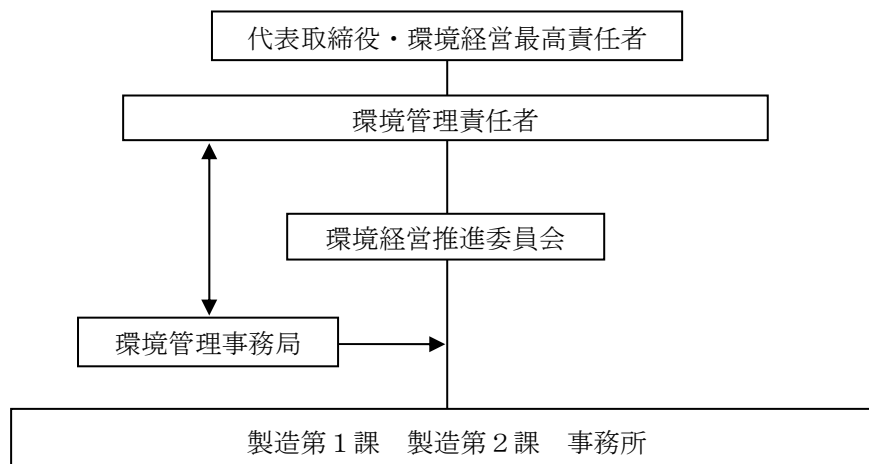 代表取締役・環境経営最高責任者
環境管理責任者
環境経営推進委員会
環境管理事務局
製造第１課　製造第２課　事務所